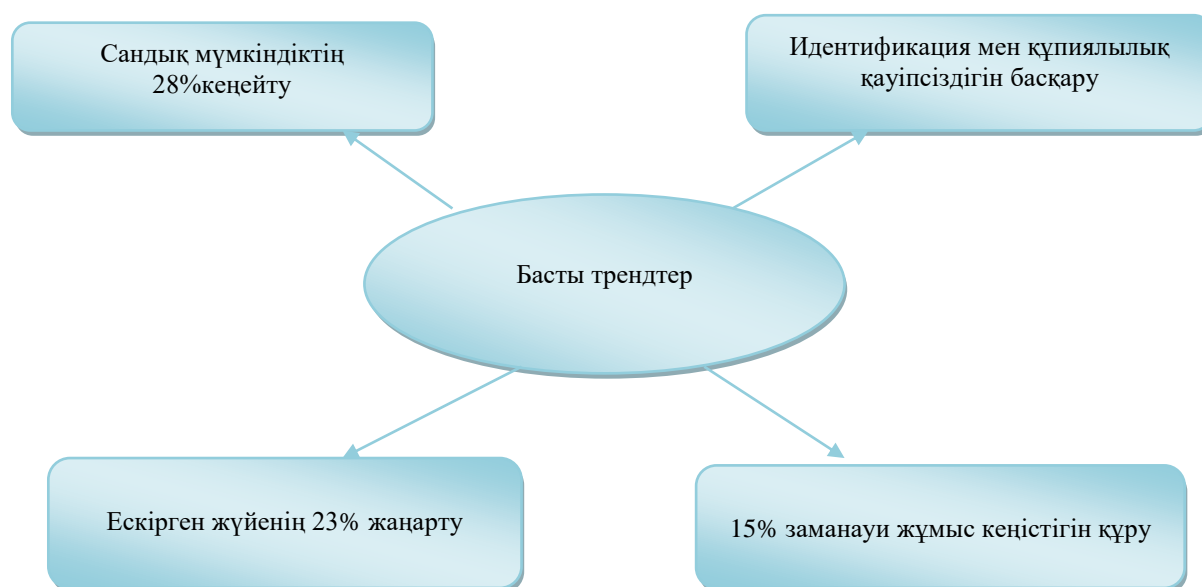 Сандық мүмкіндіктің
28%кеңейту
Идентификация мен құпиялылық
қауіпсіздігін басқару
Басты трендтер
Ескірген жүйенің 23% жаңарту
15% заманауи жұмыс кеңістігін құру